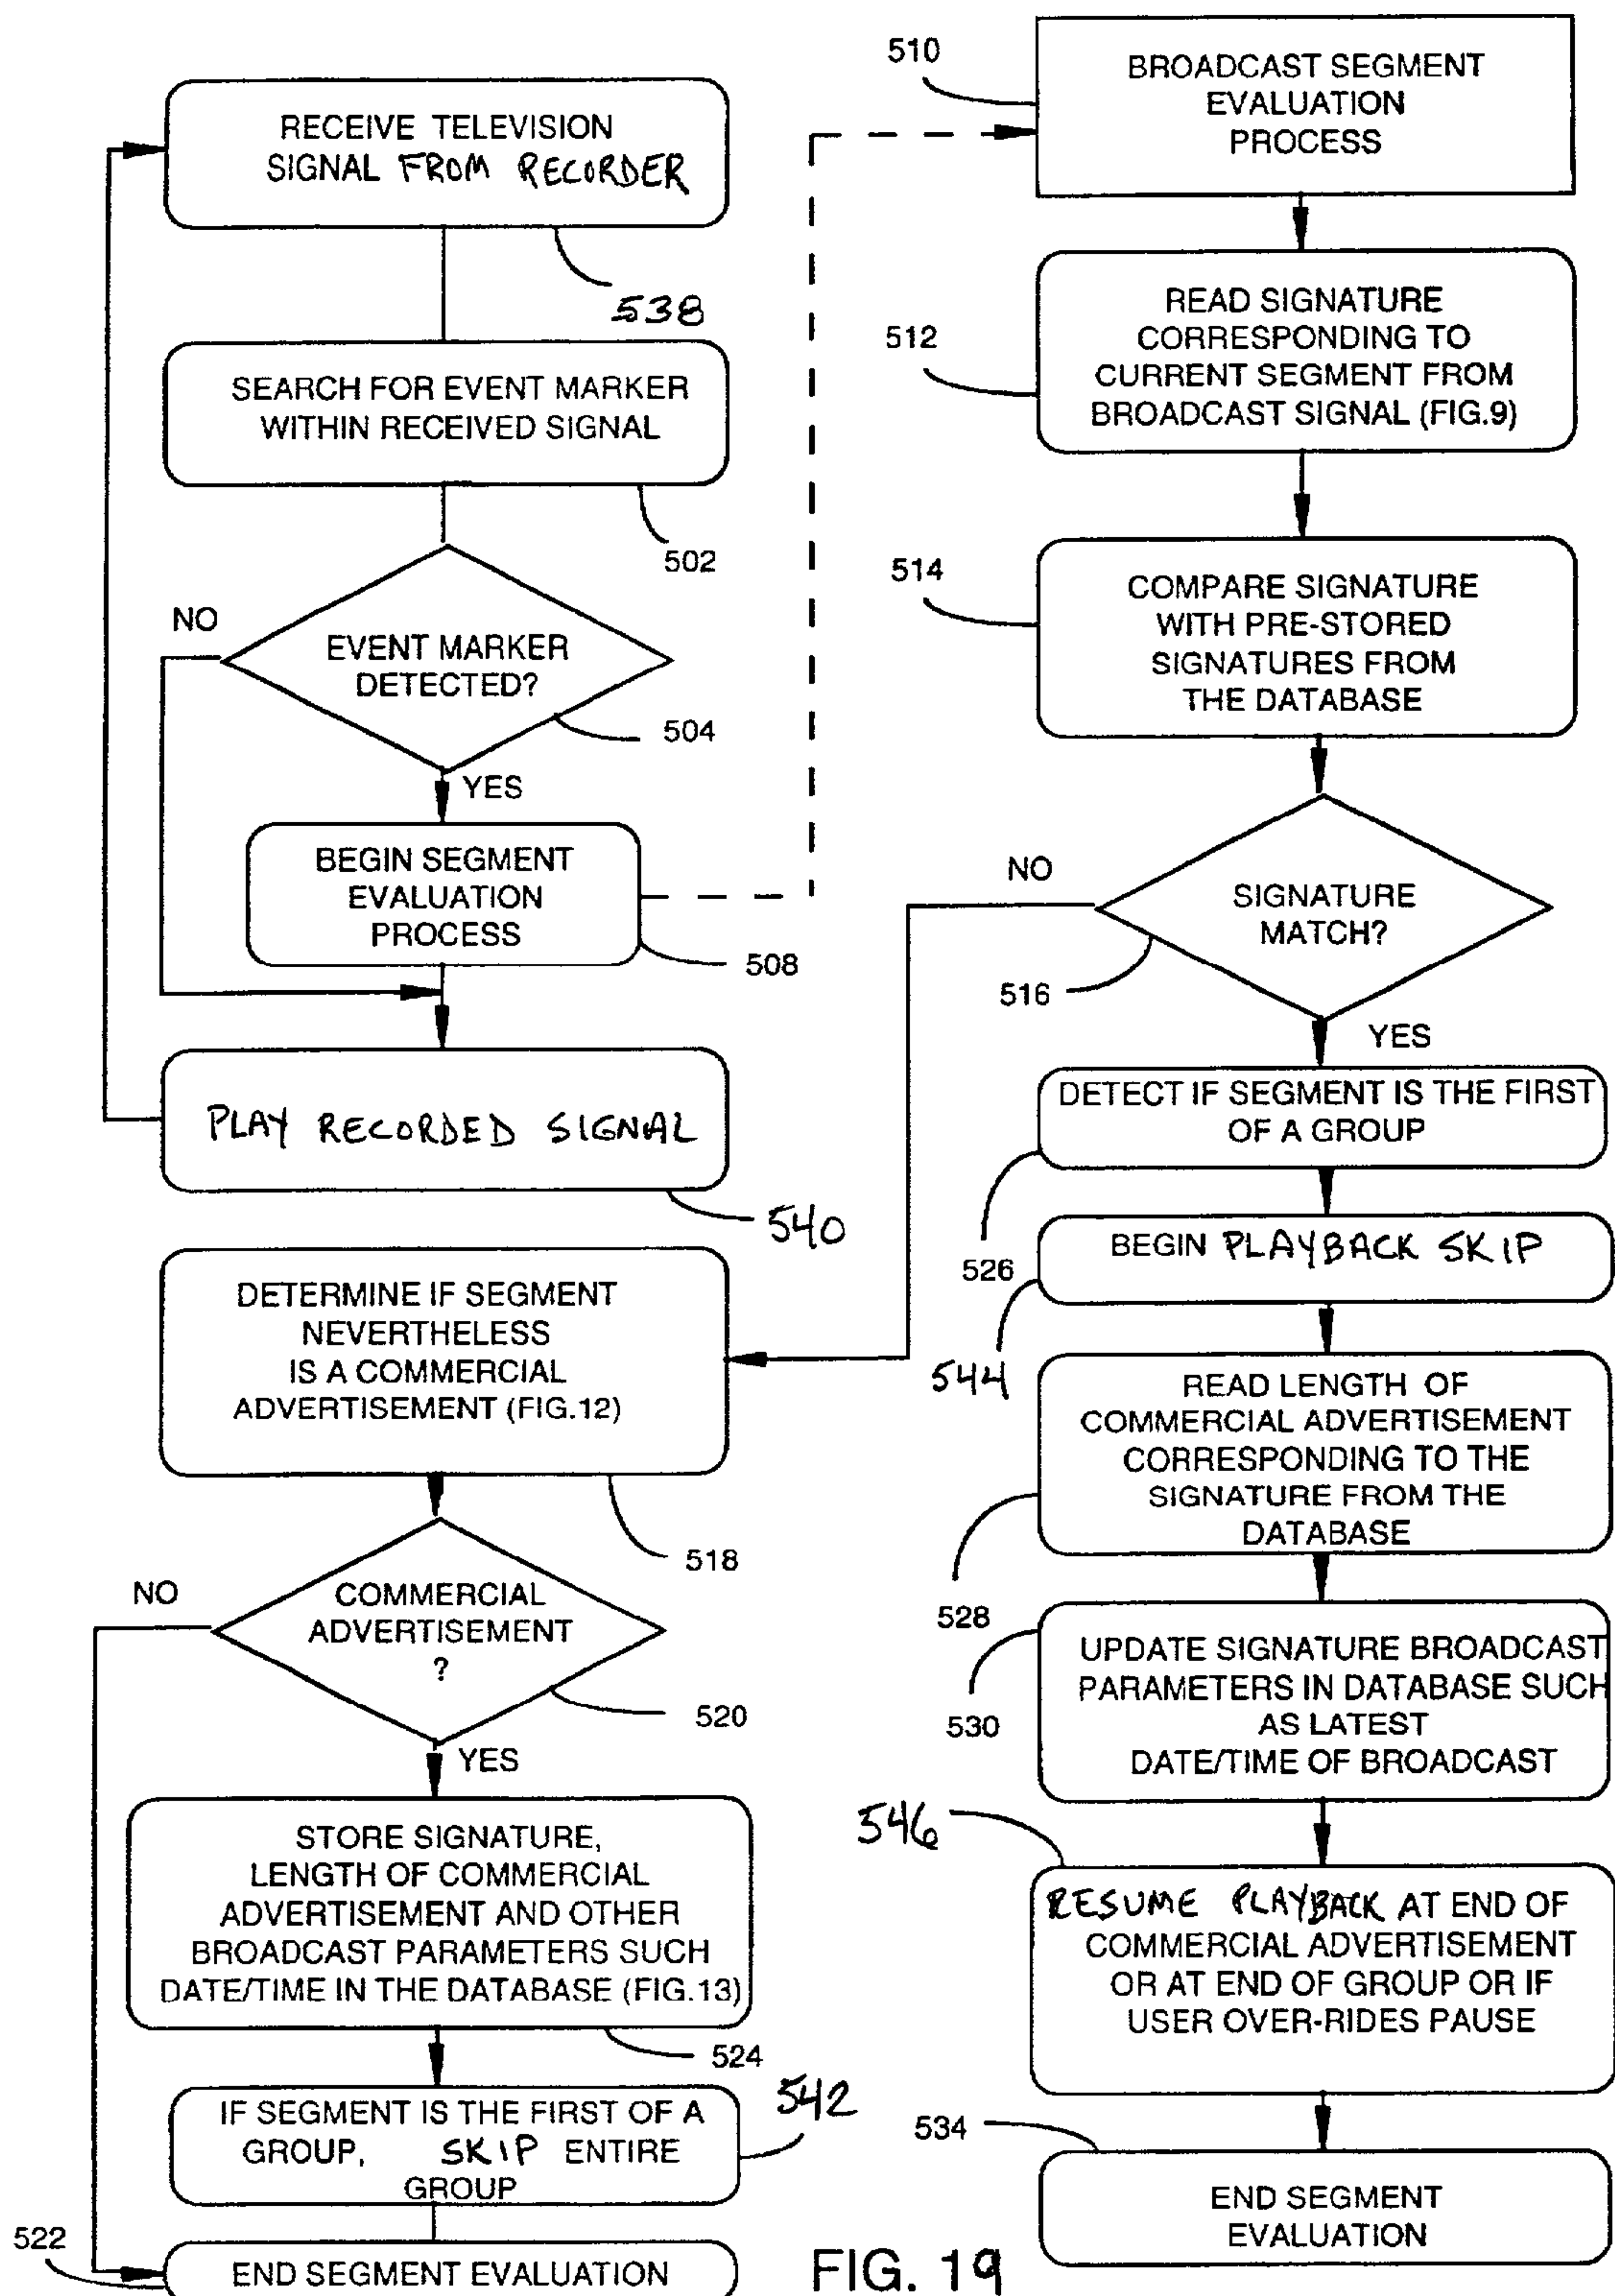 RECEIVE TELEVISION
SIGNAL FROM RECORDER
538
SEARCH FOR EVENT MARKER
WITHIN RECEIVED SIGNAL
502
NO
EVENT MARKER
DETECTED?
504
YES
BEGIN SEGMENT
EVALUATION
PROCESS
508
PLAY RECORDED SIGNAL
540
DETERMINE IF SEGMENT
NEVERTHELESS
IS A COMMERCIAL
ADVERTISEMENT (FIG.12)
518
NO
COMMERCIAL
ADVERTISEMENT
?
520
YES
STORE SIGNATURE,
LENGTH OF COMMERCIAL
ADVERTISEMENT AND OTHER
BROADCAST PARAMETERS SUCH
DATE/TIME IN THE DATABASE (FIG.13)
524
IF SEGMENT IS THE FIRST OF A
GROUP, SKIP ENTIRE
GROUP
542
522
END SEGMENT EVALUATION
510
BROADCAST SEGMENT
EVALUATION
PROCESS
512
READ SIGNATURE
CORRESPONDING TO
CURRENT SEGMENT FROM
BROADCAST SIGNAL (FIG.9)
514
COMPARE SIGNATURE
WITH PRE-STORED
SIGNATURES FROM
THE DATABASE
NO
SIGNATURE
MATCH?
516
YES
DETECT IF SEGMENT IS THE FIRST
OF A GROUP
526
BEGIN PLAYBACK SKIP
544
READ LENGTH OF
COMMERCIAL ADVERTISEMENT
CORRESPONDING TO THE
SIGNATURE FROM THE
DATABASE
528
UPDATE SIGNATURE BROADCAST
PARAMETERS IN DATABASE SUCH
AS LATEST
DATE/TIME OF BROADCAST
530
546
RESUME PLAYBACK AT END OF
COMMERCIAL ADVERTISEMENT
OR AT END OF GROUP OR IF
USER OVER-RIDES PAUSE
534
END SEGMENT
EVALUATION
FIG. 19